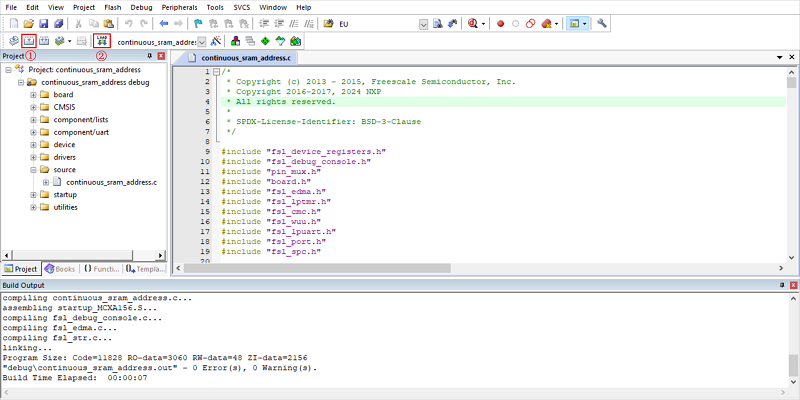 File Edit View Project Flash Debug Peripherals Tools SVCS Window Help
EU
LOAD
continuous_sram_addres
Project
① ②
continuous_sram_address.c
Project: continuous_sram_address
continuous_sram_address debug
board
CMSIS
component/lists
component/uart
device
drivers
source
continuous_sram_address.c
startup
utilities
1 /*
2 * Copyright (c) 2013 - 2015, Freescale Semiconductor, Inc.
3 * Copyright 2016-2017, 2024 NXP
4 * All rights reserved.
5 *
6 * SPDX-License-Identifier: BSD-3-Clause
7 */
8
9 #include "fsl_device_registers.h"
10 #include "fsl_debug_console.h"
11 #include "pin_mux.h"
12 #include "board.h"
13 #include "fsl_edma.h"
14 #include "fsl_lptmr.h"
15 #include "fsl_cmc.h"
16 #include "fsl_wuu.h"
17 #include "fsl_lpuart.h"
18 #include "fsl_port.h"
19 #include "fsl_spc.h"
20
Project Books {} Functi... Templa...
Build Output
compiling continuous_sram_address.c...
assembling startup_MCXA156.S...
compiling fsl_debug_console.c...
compiling fsl_edma.c...
compiling fsl_str.c...
linking...
Program Size: Code=11828 RO-data=3060 RW-data=48 ZI-data=2156
"debug\continuous_sram_address.out" - 0 Error(s), 0 Warning(s).
Build Time Elapsed:  00:00:07